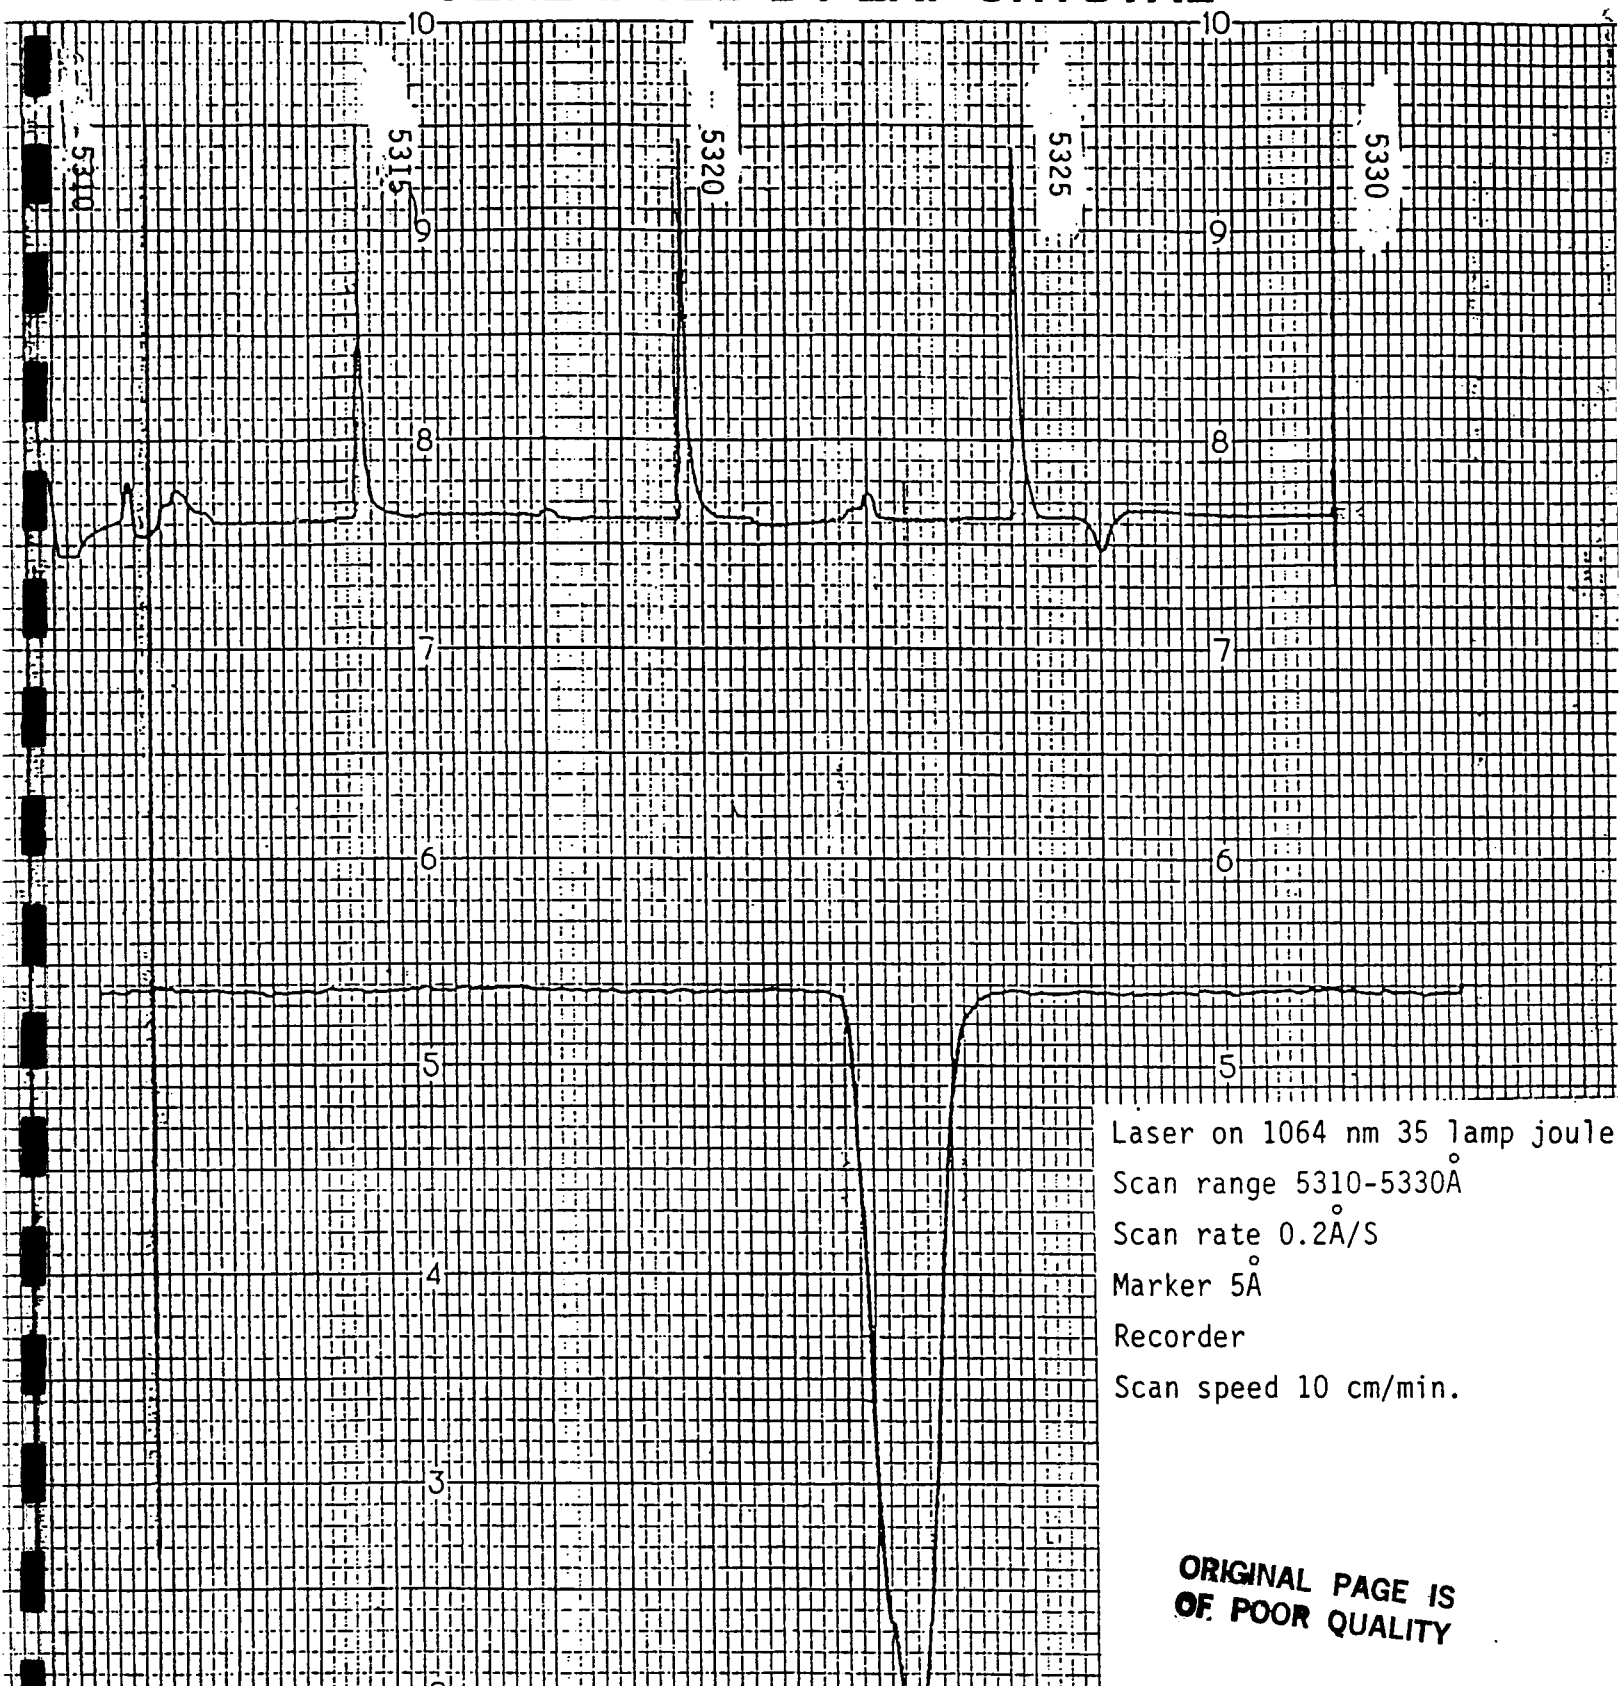 10 10
5310 5315 5320 5325 5330
9 9
8 8
7 7
6 6
5 5
Laser on 1064 nm 35 lamp joule
Scan range 5310-5330Å
Scan rate 0.2Å/S
Marker 5Å
Recorder
Scan speed 10 cm/min.
4
3
ORIGINAL PAGE IS
OF POOR QUALITY